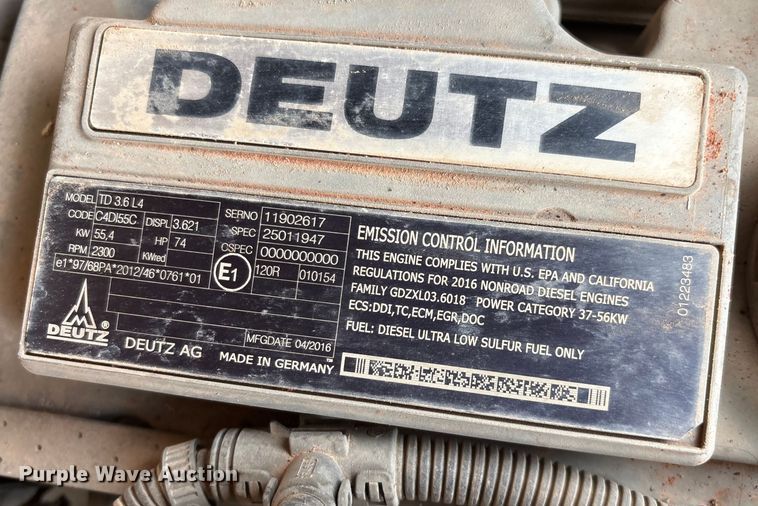 DEUTZ
MODEL TD 3.6 L4
CODE C4DI55C DISPL 3.621
KW 55,4 HP 74
RPM 2300 KWred
e1*97/68PA*2012/46*0761*01
SERNO 11902617
SPEC 25011947
CSPEC 0000000000
E1 120R 010154
MFGDATE 04/2016
DEUTZ ®
DEUTZ AG MADE IN GERMANY
EMISSION CONTROL INFORMATION
THIS ENGINE COMPLIES WITH U.S. EPA AND CALIFORNIA
REGULATIONS FOR 2016 NONROAD DIESEL ENGINES
FAMILY GDZXL03.6018 POWER CATEGORY 37-56KW
ECS:DDI,TC,ECM,EGR,DOC
FUEL: DIESEL ULTRA LOW SULFUR FUEL ONLY
01223483
Purple Wave Auction